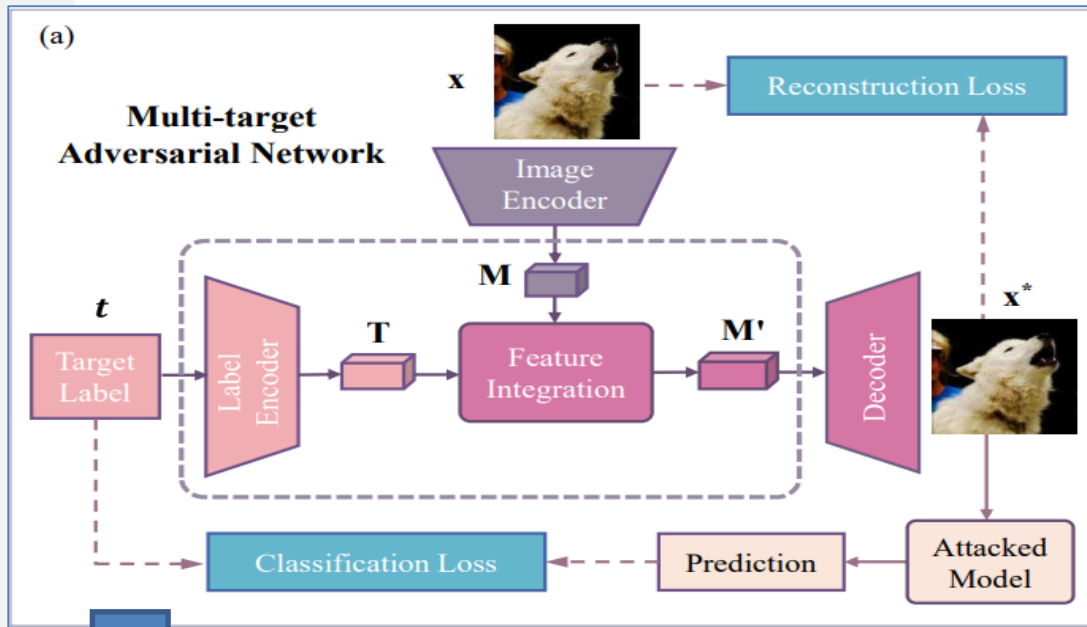 (a)
x
Reconstruction Loss
Multi-target
Adversarial Network
Image
Encoder
M
t
T
M'
x*
Target
Label
Label
Encoder
Feature
Integration
Decoder
Classification Loss
Prediction
Attacked
Model